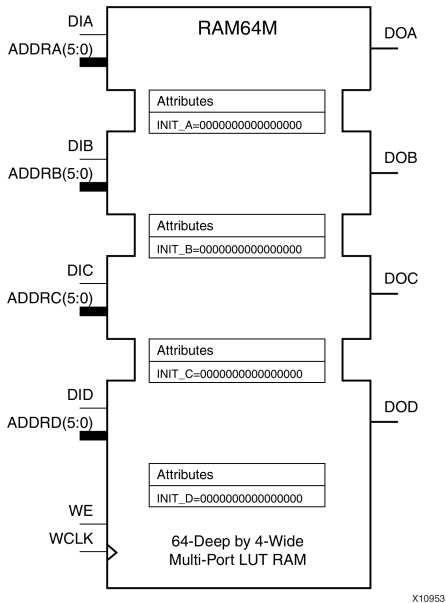 RAM64M
DIA
DOA
ADDRA(5:0)
Attributes
INIT_A=0000000000000000
DIB
DOB
ADDRB(5:0)
Attributes
INIT_B=0000000000000000
DIC
DOC
ADDRC(5:0)
Attributes
INIT_C=0000000000000000
DID
DOD
ADDRD(5:0)
Attributes
INIT_D=0000000000000000
WE
WCLK
64-Deep by 4-Wide
Multi-Port LUT RAM
X10953